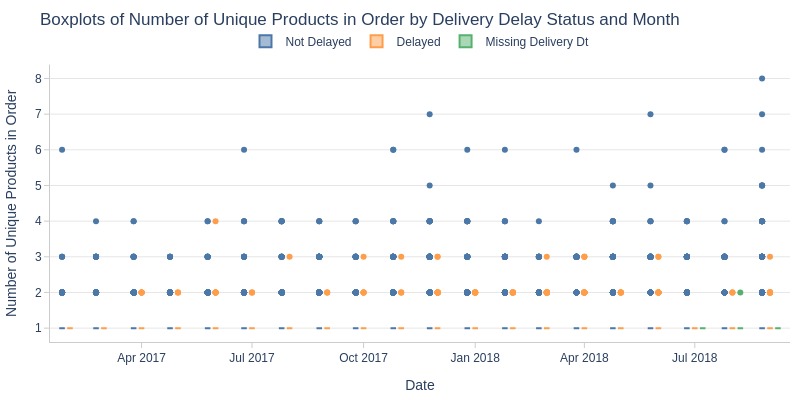 Boxplots of Number of Unique Products in Order by Delivery Delay Status and Month
Not Delayed
Delayed
Missing Delivery Dt
Number of Unique Products in Order
8
7
6
5
4
3
2
1
Apr 2017
Jul 2017
Oct 2017
Jan 2018
Apr 2018
Jul 2018
Date